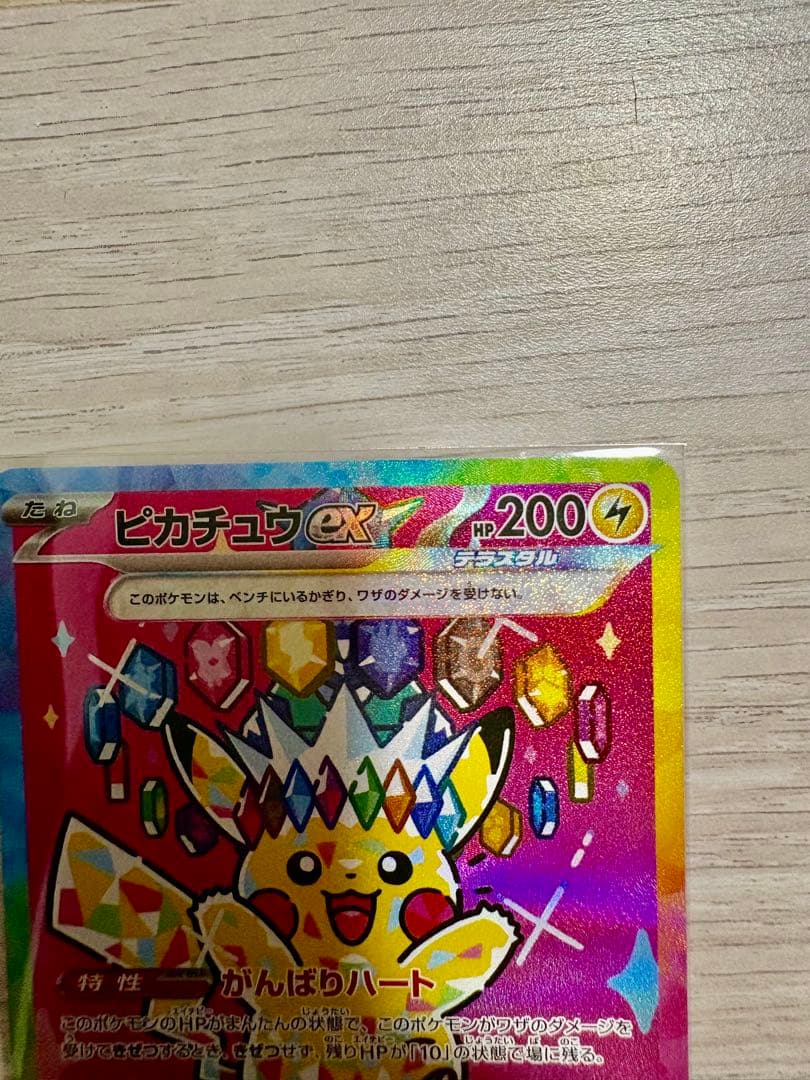 たね ピカチュウex HP200
テラスタル
このポケモンは、ベンチにいるかぎり、ワザのダメージを受けない。
特性 がんばりハート
このポケモンのHPがまんたんの状態で、このポケモンがワザのダメージを
受けてきぜつするとき、きぜつせず、残りHPが「10」の状態で場に残る。